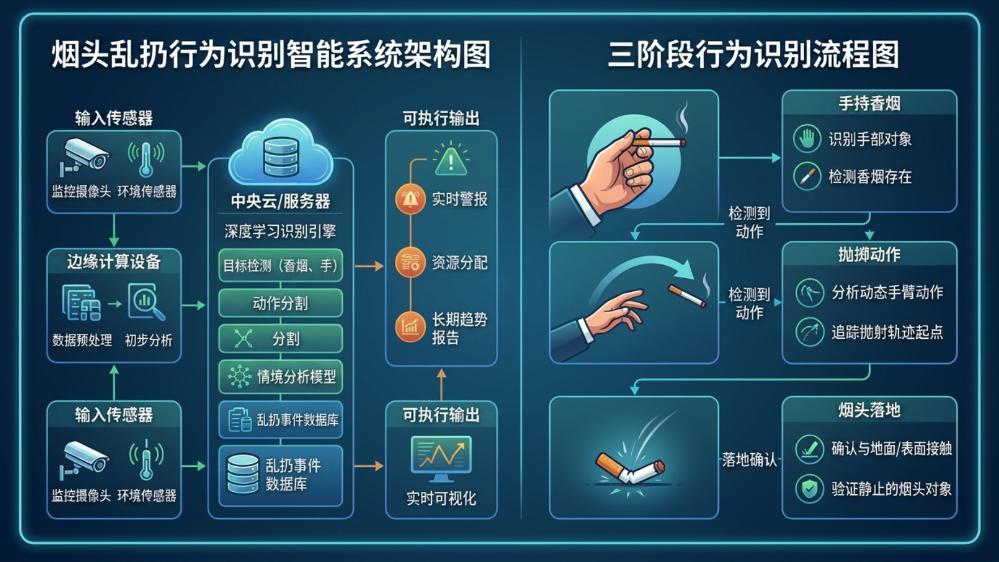 烟头乱扔行为识别智能系统架构图
输入传感器
监控摄像头 环境传感器
边缘计算设备
数据预处理 初步分析
输入传感器
监控摄像头 环境传感器
中央云/服务器
深度学习识别引擎
目标检测（香烟、手）
动作分割
分割
情境分析模型
乱扔事件数据库
乱扔事件
数据库
可执行输出
实时警报
资源分配
长期趋势
报告
可执行输出
实时可视化
三阶段行为识别流程图
手持香烟
识别手部对象
检测香烟存在
检测到
动作
抛掷动作
分析动态手臂动作
追踪抛射轨迹起点
检测到
动作
烟头落地
确认与地面/表面接触
验证静止的烟头对象
落地确认